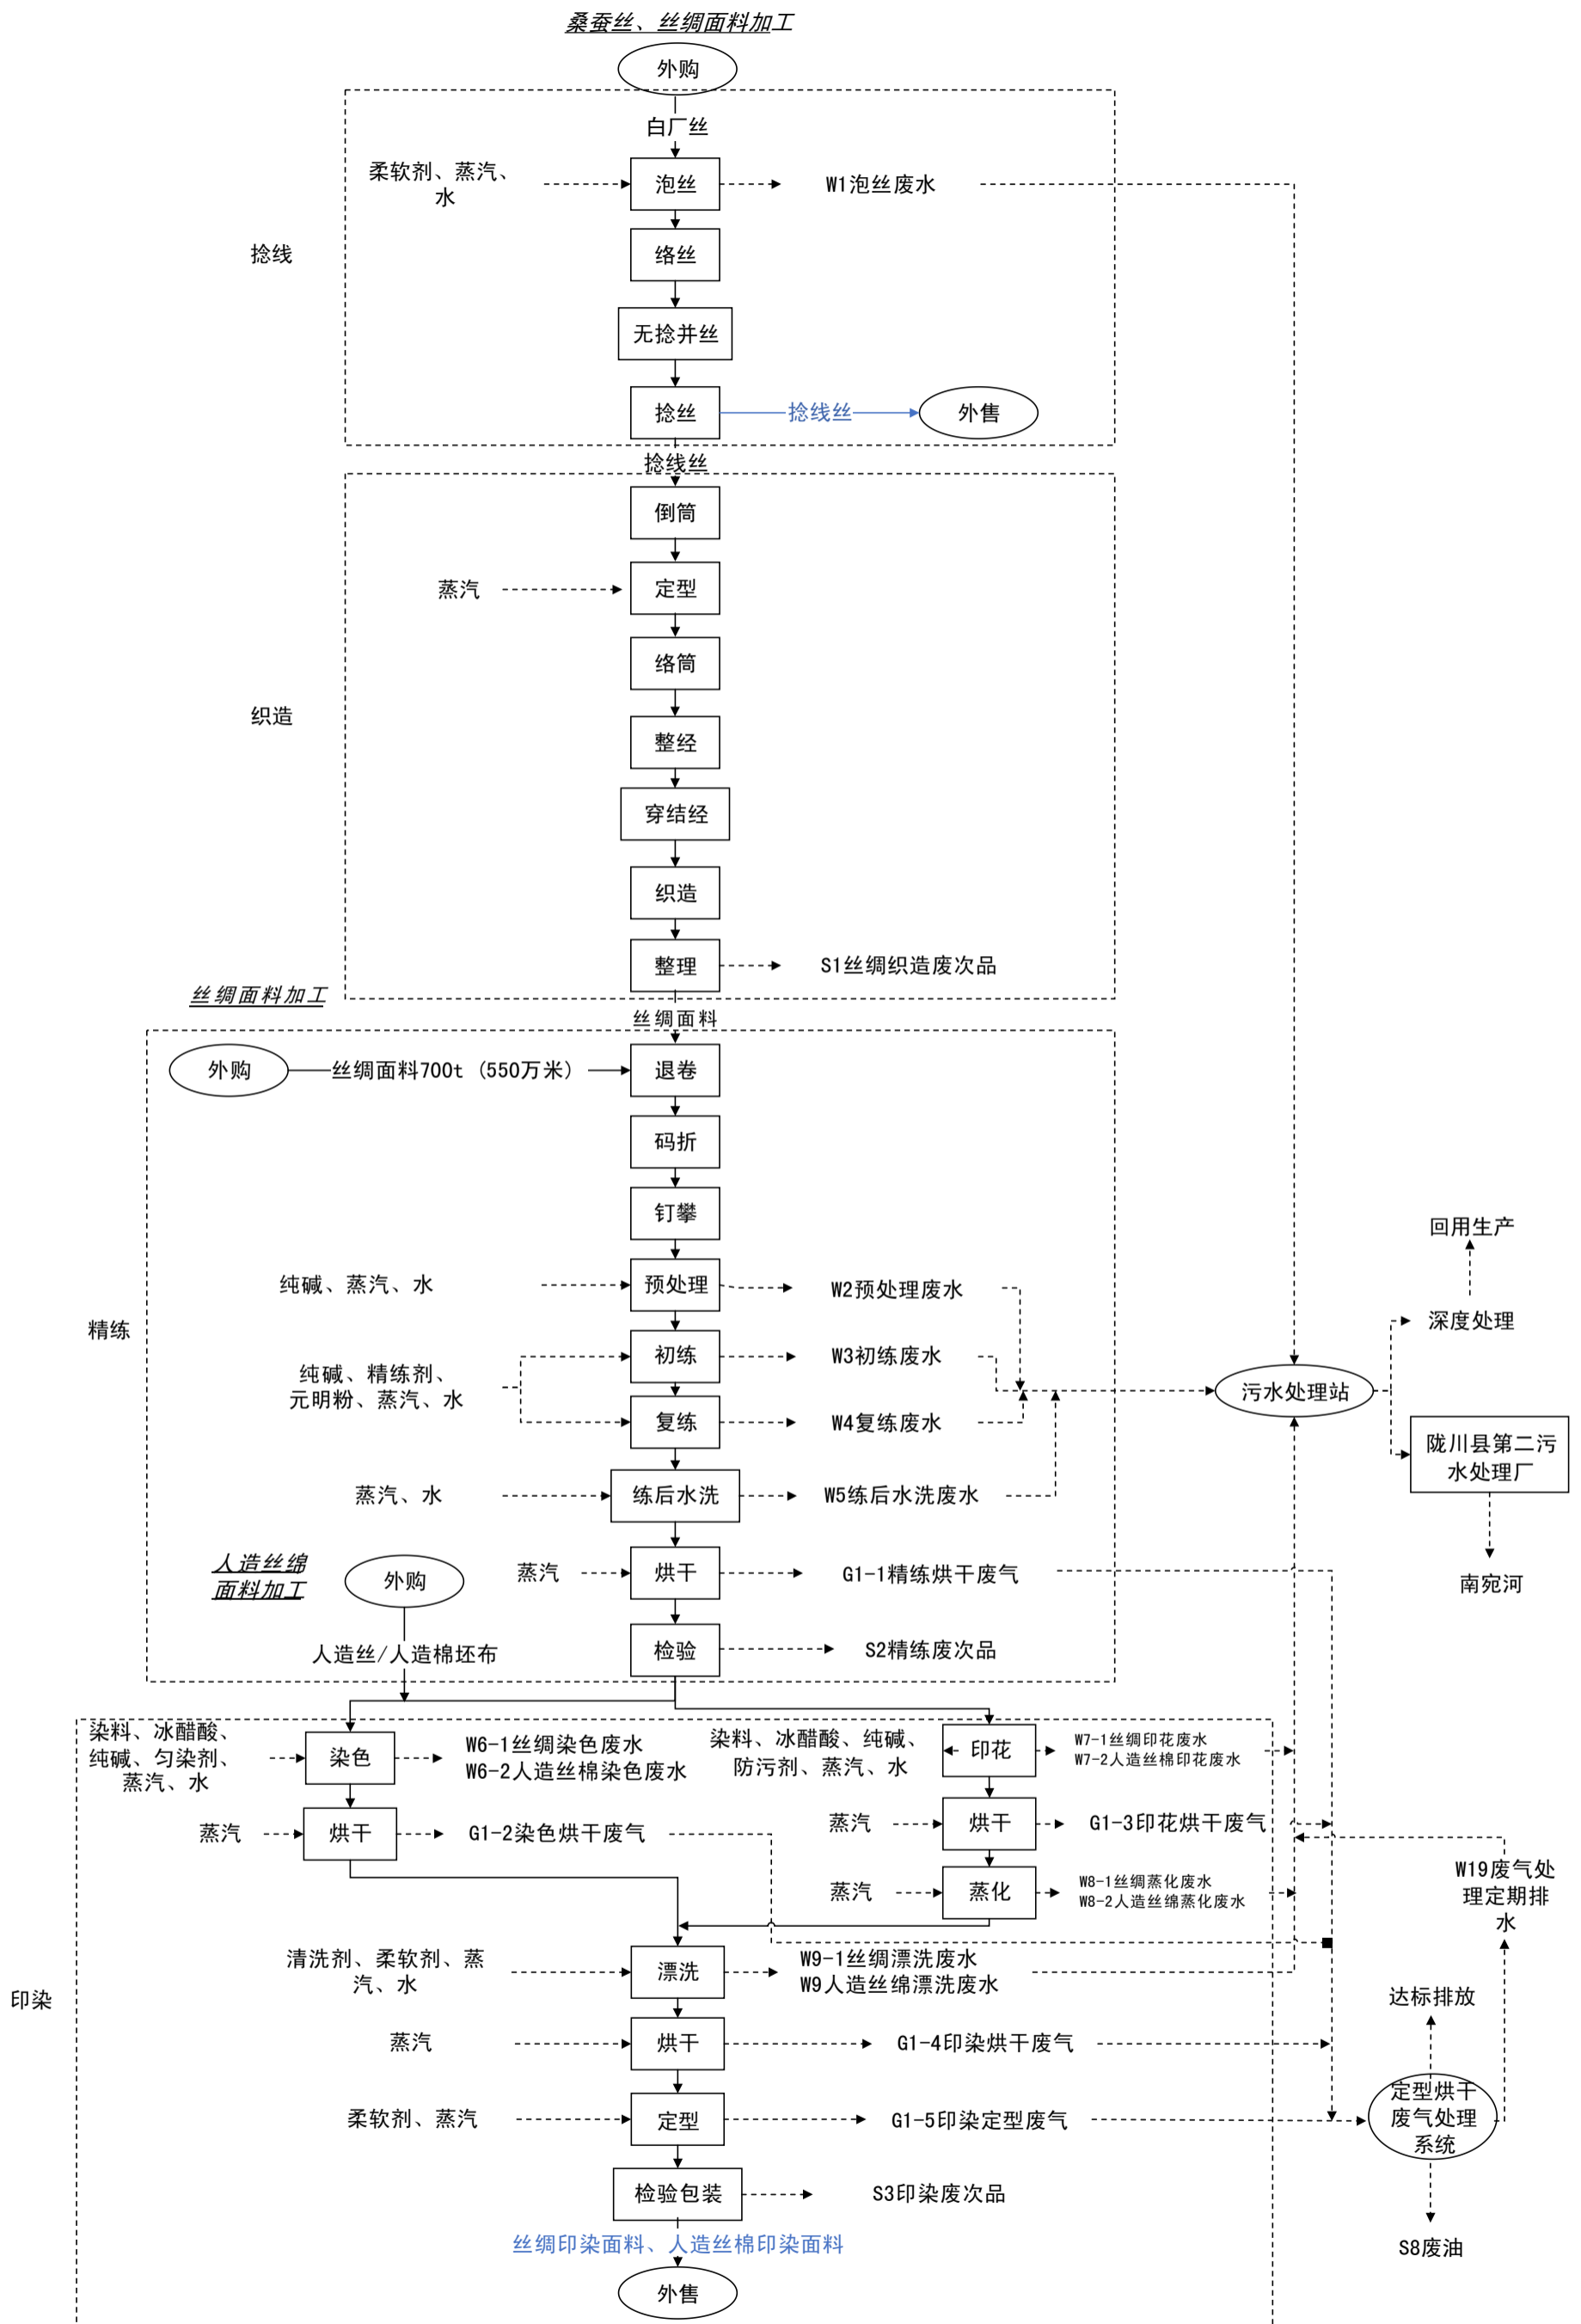 桑蚕丝、丝绸面料加工
外购
白厂丝
柔软剂、蒸汽、
水
泡丝
W1泡丝废水
捻线
络丝
无捻并丝
捻丝
捻线丝
外售
捻线丝
倒筒
蒸汽
定型
络筒
织造
整经
穿结经
织造
整理
S1丝绸织造废次品
丝绸面料加工
丝绸面料
外购
丝绸面料700t（550万米）
退卷
码折
钉攀
回用生产
纯碱、蒸汽、水
预处理
W2预处理废水
深度处理
精练
初练
W3初练废水
纯碱、精练剂、
元明粉、蒸汽、水
污水处理站
复练
W4复练废水
陇川县第二污
水处理厂
蒸汽、水
练后水洗
W5练后水洗废水
人造丝绵
面料加工
外购
蒸汽
烘干
G1-1精练烘干废气
南宛河
人造丝/人造棉坯布
检验
S2精练废次品
染料、冰醋酸、
纯碱、匀染剂、
蒸汽、水
染色
W6-1丝绸染色废水
W6-2人造丝棉染色废水
染料、冰醋酸、纯碱、
防污剂、蒸汽、水
印花
W7-1丝绸印花废水
W7-2人造丝棉印花废水
蒸汽
烘干
G1-2染色烘干废气
蒸汽
烘干
G1-3印花烘干废气
蒸汽
蒸化
W8-1丝绸蒸化废水
W8-2人造丝绵蒸化废水
W19废气处
理定期排
水
清洗剂、柔软剂、蒸
汽、水
漂洗
W9-1丝绸漂洗废水
W9人造丝绵漂洗废水
印染
达标排放
蒸汽
烘干
G1-4印染烘干废气
柔软剂、蒸汽
定型
G1-5印染定型废气
定型烘干
废气处理
系统
检验包装
S3印染废次品
丝绸印染面料、人造丝棉印染面料
S8废油
外售